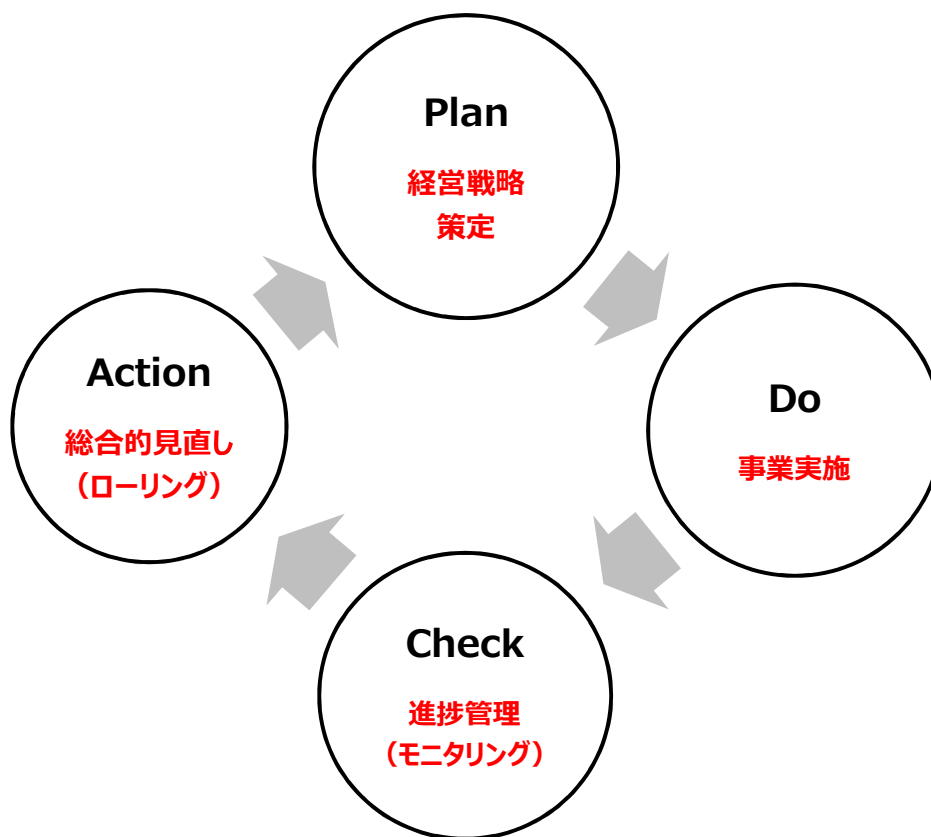 Plan
経営戦略
策定
Do
事業実施
Check
進捗管理
（モニタリング）
Action
総合的見直し
（ローリング）